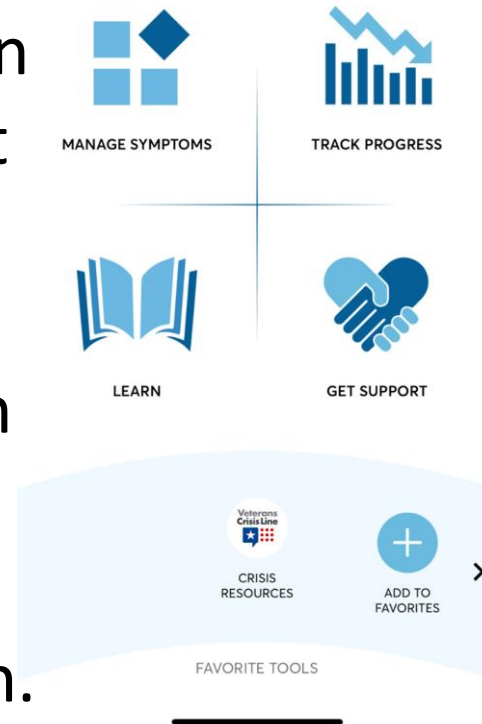 n
t
MANAGE SYMPTOMS
TRACK PROGRESS
LEARN
GET SUPPORT
n
Veterans
Crisis Line
CRISIS
RESOURCES
ADD TO
FAVORITES
FAVORITE TOOLS
n.